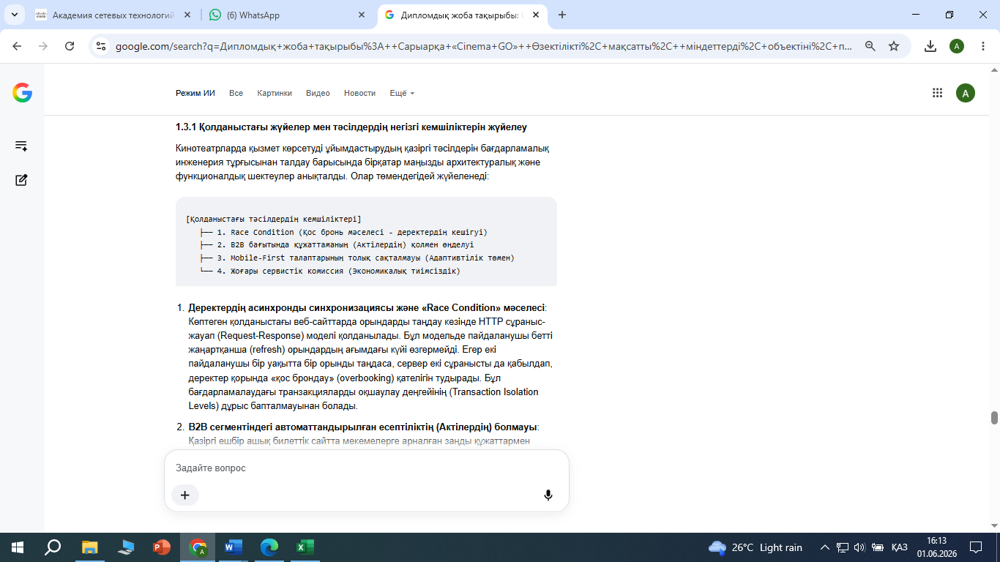 Академия сетевых технологий
(6) WhatsApp
Дипломдық жоба тақырыбы:
google.com/search?q=Дипломдық+жоба+тақырыбы%3A++Сарыарқа+«Cinema+GO»++Өзектілікті%2C+мақсатты%2C++міндеттерді%2C+объектіні%2C+п...
A
Режим ИИ
Все
Картинки
Видео
Новости
Ещё
A
1.3.1 Қолданыстағы жүйелер мен тәсілдердің негізгі кемшіліктерін жүйелеу
Кинотеатрларда қызмет көрсетуді ұйымдастырудың қазіргі тәсілдерін бағдарламалық
инженерия тұрғысынан талдау барысында бірқатар маңызды архитектуралық және
функционалдық шектеулер анықталды. Олар төмендегідей жүйеленеді:
[Қолданыстағы тәсілдердің кемшіліктері]
├── 1. Race Condition (Қос бронь мәселесі - деректердің кешігуі)
├── 2. B2B бағытында құжаттаманың (Актілердің) қолмен өңделуі
├── 3. Mobile-First талаптарының толық сақталмауы (Адаптивтілік төмен)
└── 4. Жоғары сервистік комиссия (Экономикалық тиімсіздік)
1. Деректердің асинхронды синхронизациясы және «Race Condition» мәселесі:
Көптеген қолданыстағы веб-сайттарда орындарды таңдау кезінде HTTP сұраныс-
жауап (Request-Response) моделі қолданылады. Бұл модельде пайдаланушы бетті
жаңартқанша (refresh) орындардың ағымдағы күйі өзгермейді. Егер екі
пайдаланушы бір уақытта бір орынды таңдаса, сервер екі сұранысты да қабылдап,
деректер қорында «қос брондау» (overbooking) қателігін тудырады. Бұл
бағдарламалаудағы транзакцияларды оқшаулау деңгейінің (Transaction Isolation
Levels) дұрыс бапталмауынан болады.
2. B2B сегментіндегі автоматтандырылған есептіліктің (Актілердің) болмауы:
Қазіргі ешбір ашық билеттік сайтта мекемелерге арналған заңды құжаттармен
Задайте вопрос
26°C Light rain
ҚАЗ
16:13
01.06.2026